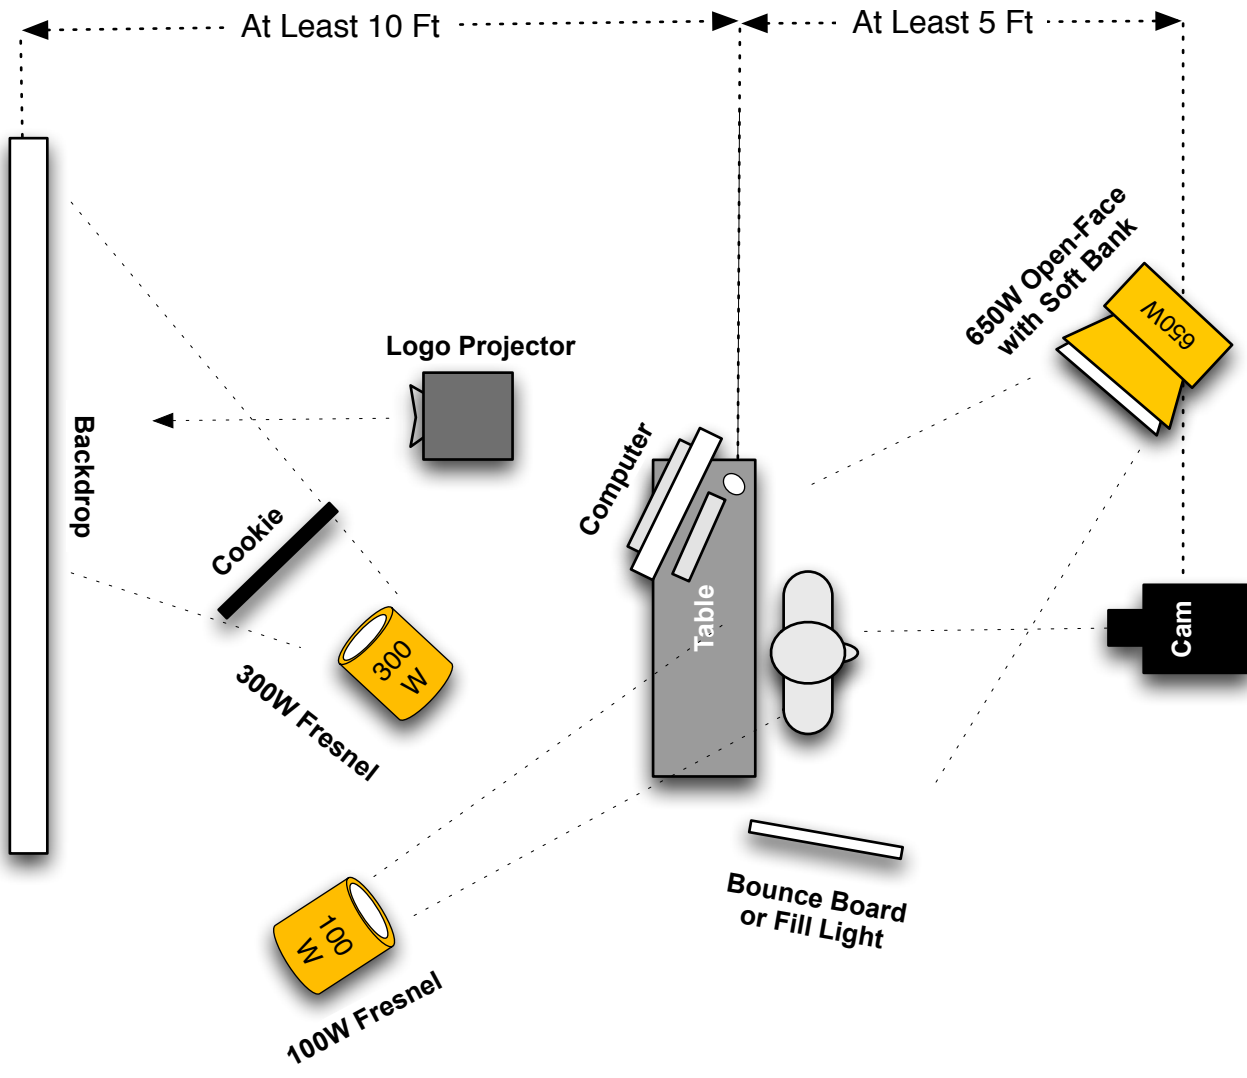 At Least 10 Ft
At Least 5 Ft
650W Open-Face
with Soft Bank
650W
Logo Projector
Backdrop
Computer
Cookie
Table
Cam
300
W
300W Fresnel
Bounce Board
or Fill Light
100
W
100W Fresnel